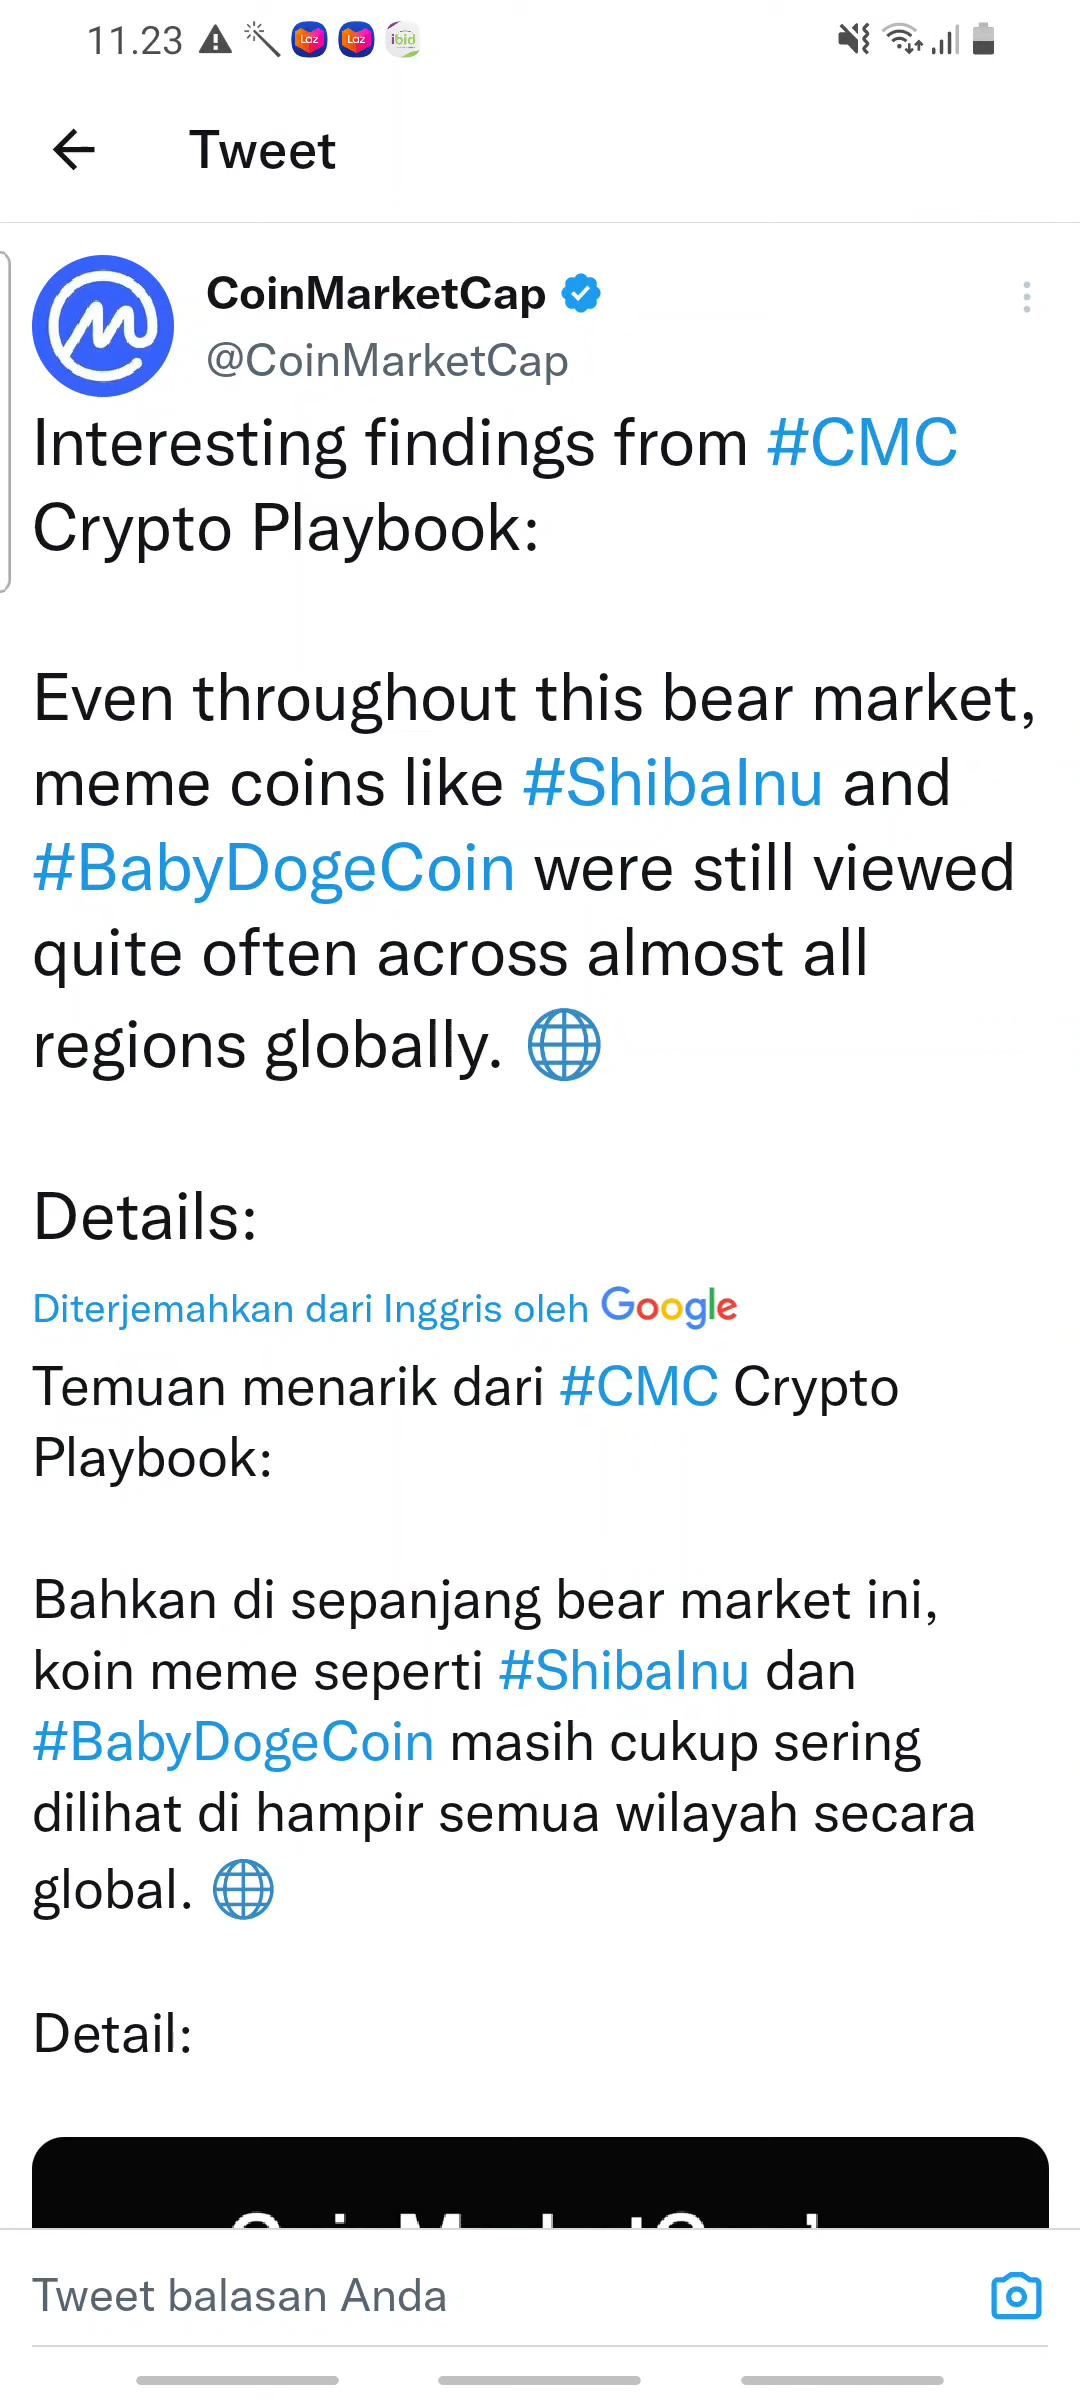 11.23
Laz Laz ibid
Tweet
CoinMarketCap
@CoinMarketCap
Interesting findings from #CMC
Crypto Playbook:
Even throughout this bear market,
meme coins like #ShibaInu and
#BabyDogeCoin were still viewed
quite often across almost all
regions globally.
Details:
Diterjemahkan dari Inggris oleh Google
Temuan menarik dari #CMC Crypto
Playbook:
Bahkan di sepanjang bear market ini,
koin meme seperti #ShibaInu dan
#BabyDogeCoin masih cukup sering
dilihat di hampir semua wilayah secara
global.
Detail:
Tweet balasan Anda